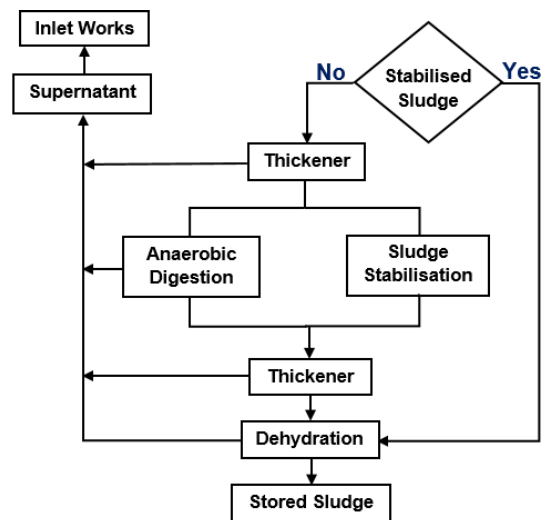 Inlet Works
Supernatant
No
Stabilised
Sludge
Yes
Thickener
Anaerobic
Digestion
Sludge
Stabilisation
Thickener
Dehydration
Stored Sludge